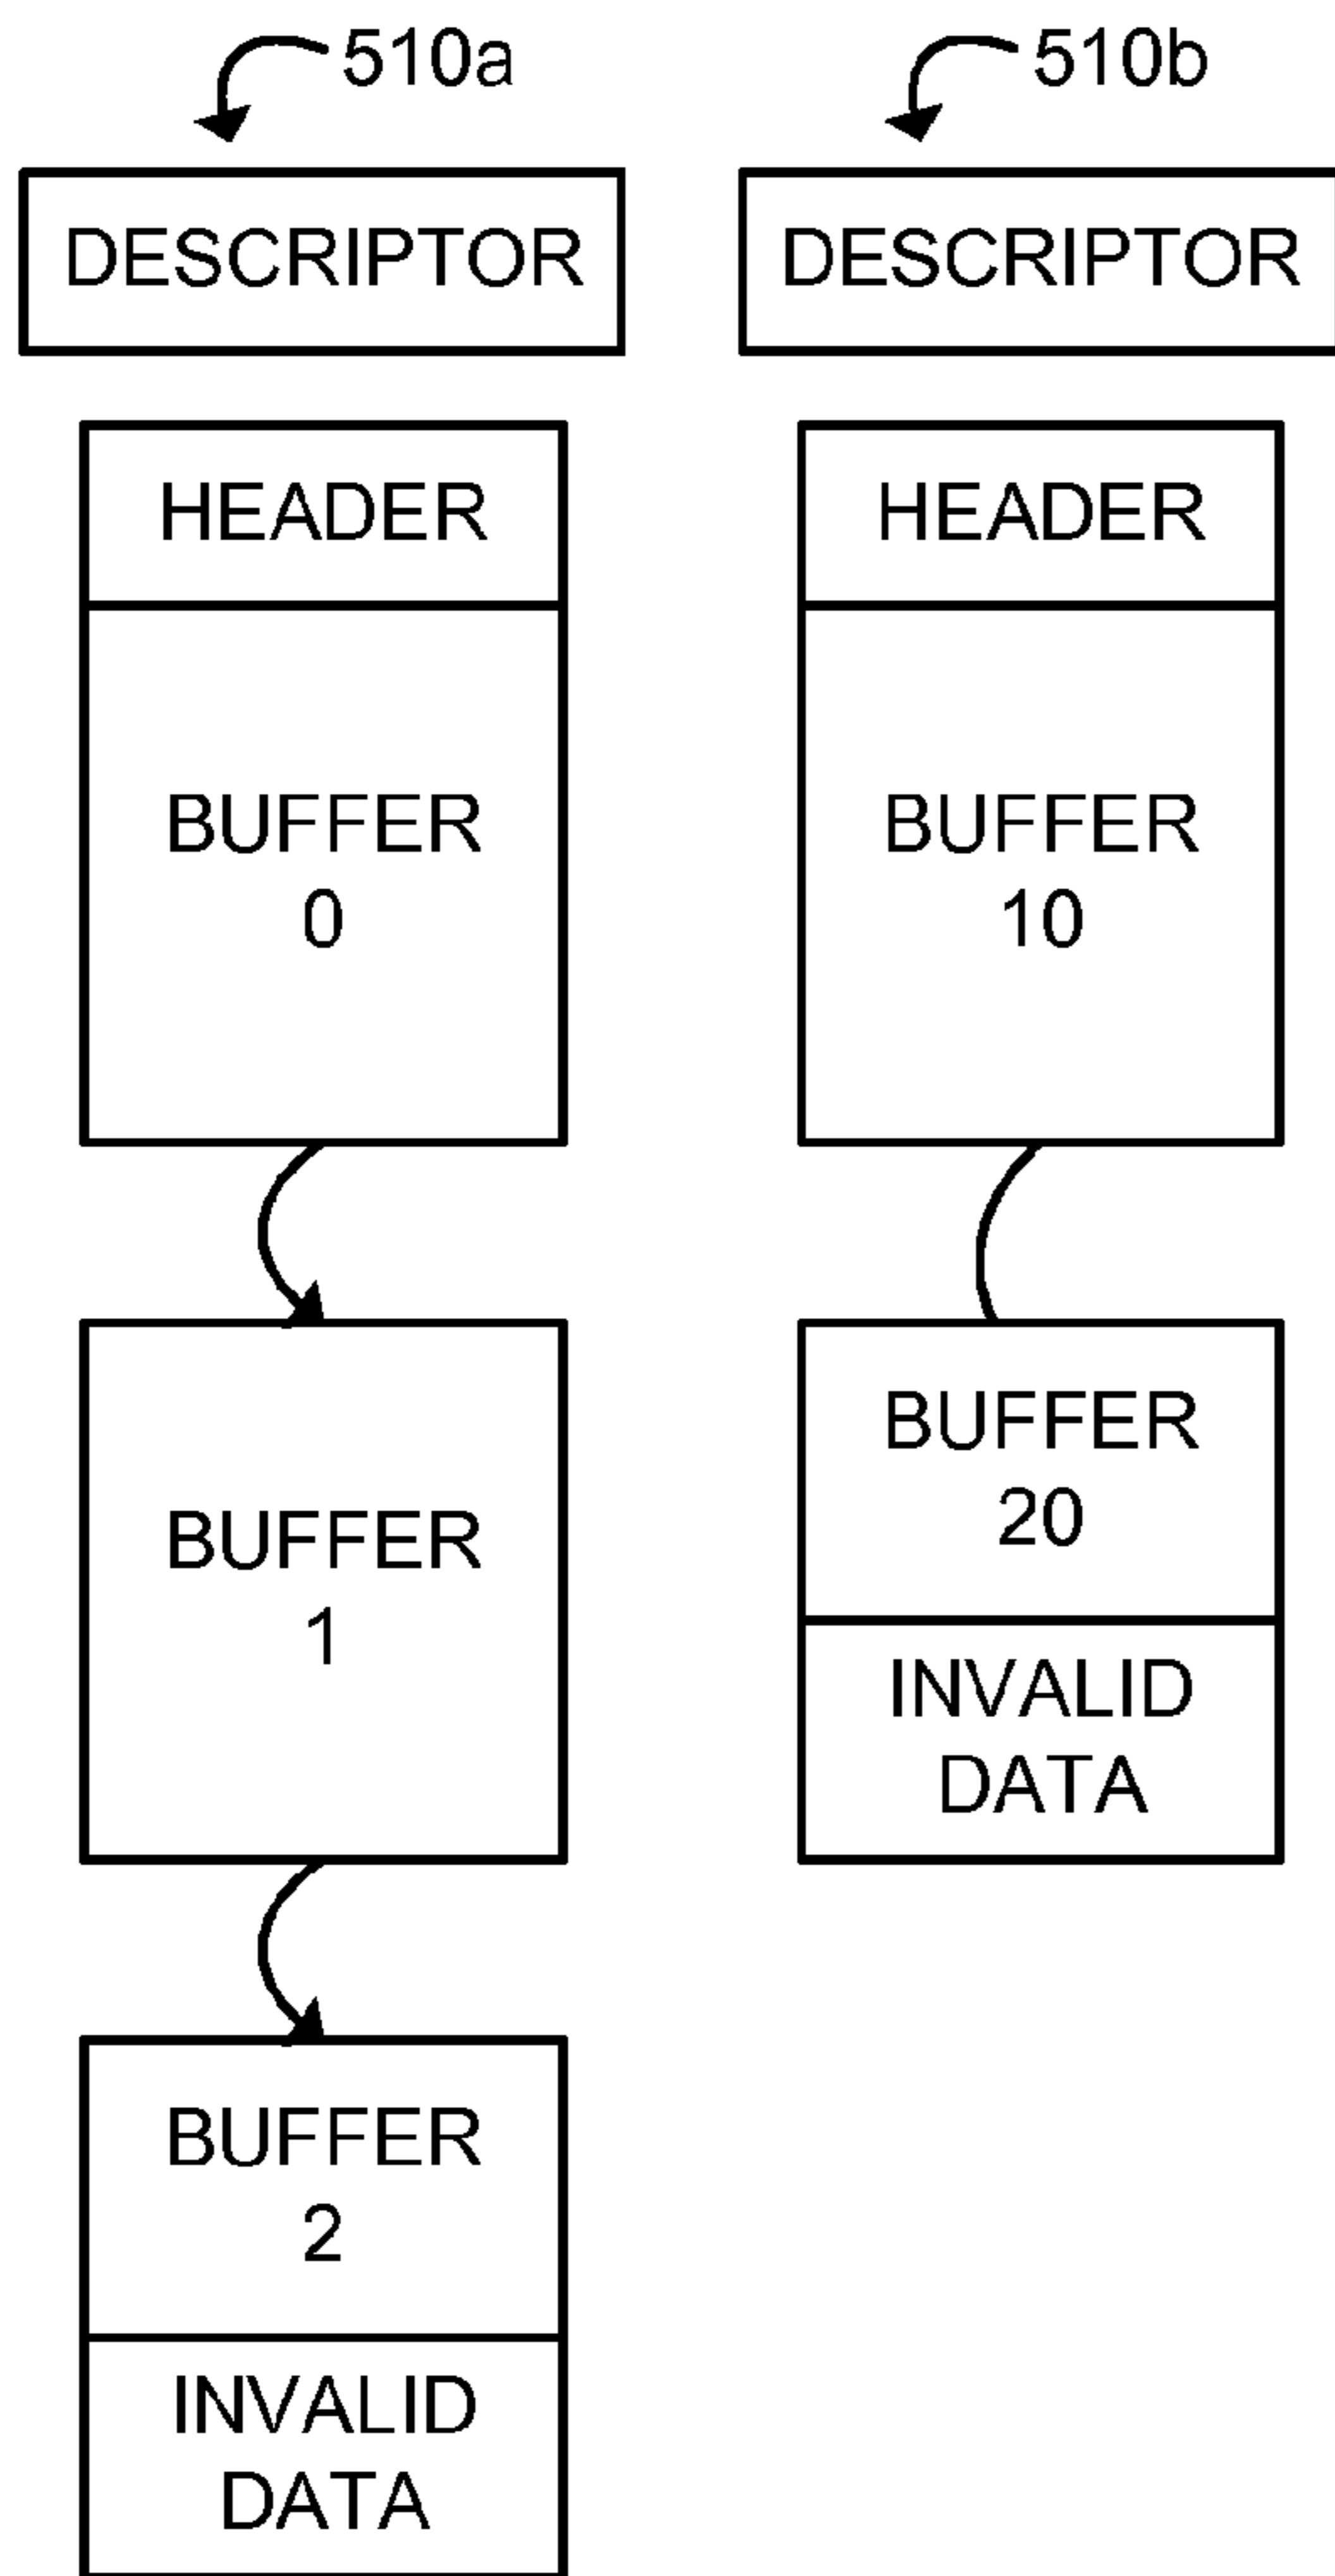 510a
DESCRIPTOR
HEADER
BUFFER
0
BUFFER
1
BUFFER
2
INVALID
DATA
510b
DESCRIPTOR
HEADER
BUFFER
10
BUFFER
20
INVALID
DATA